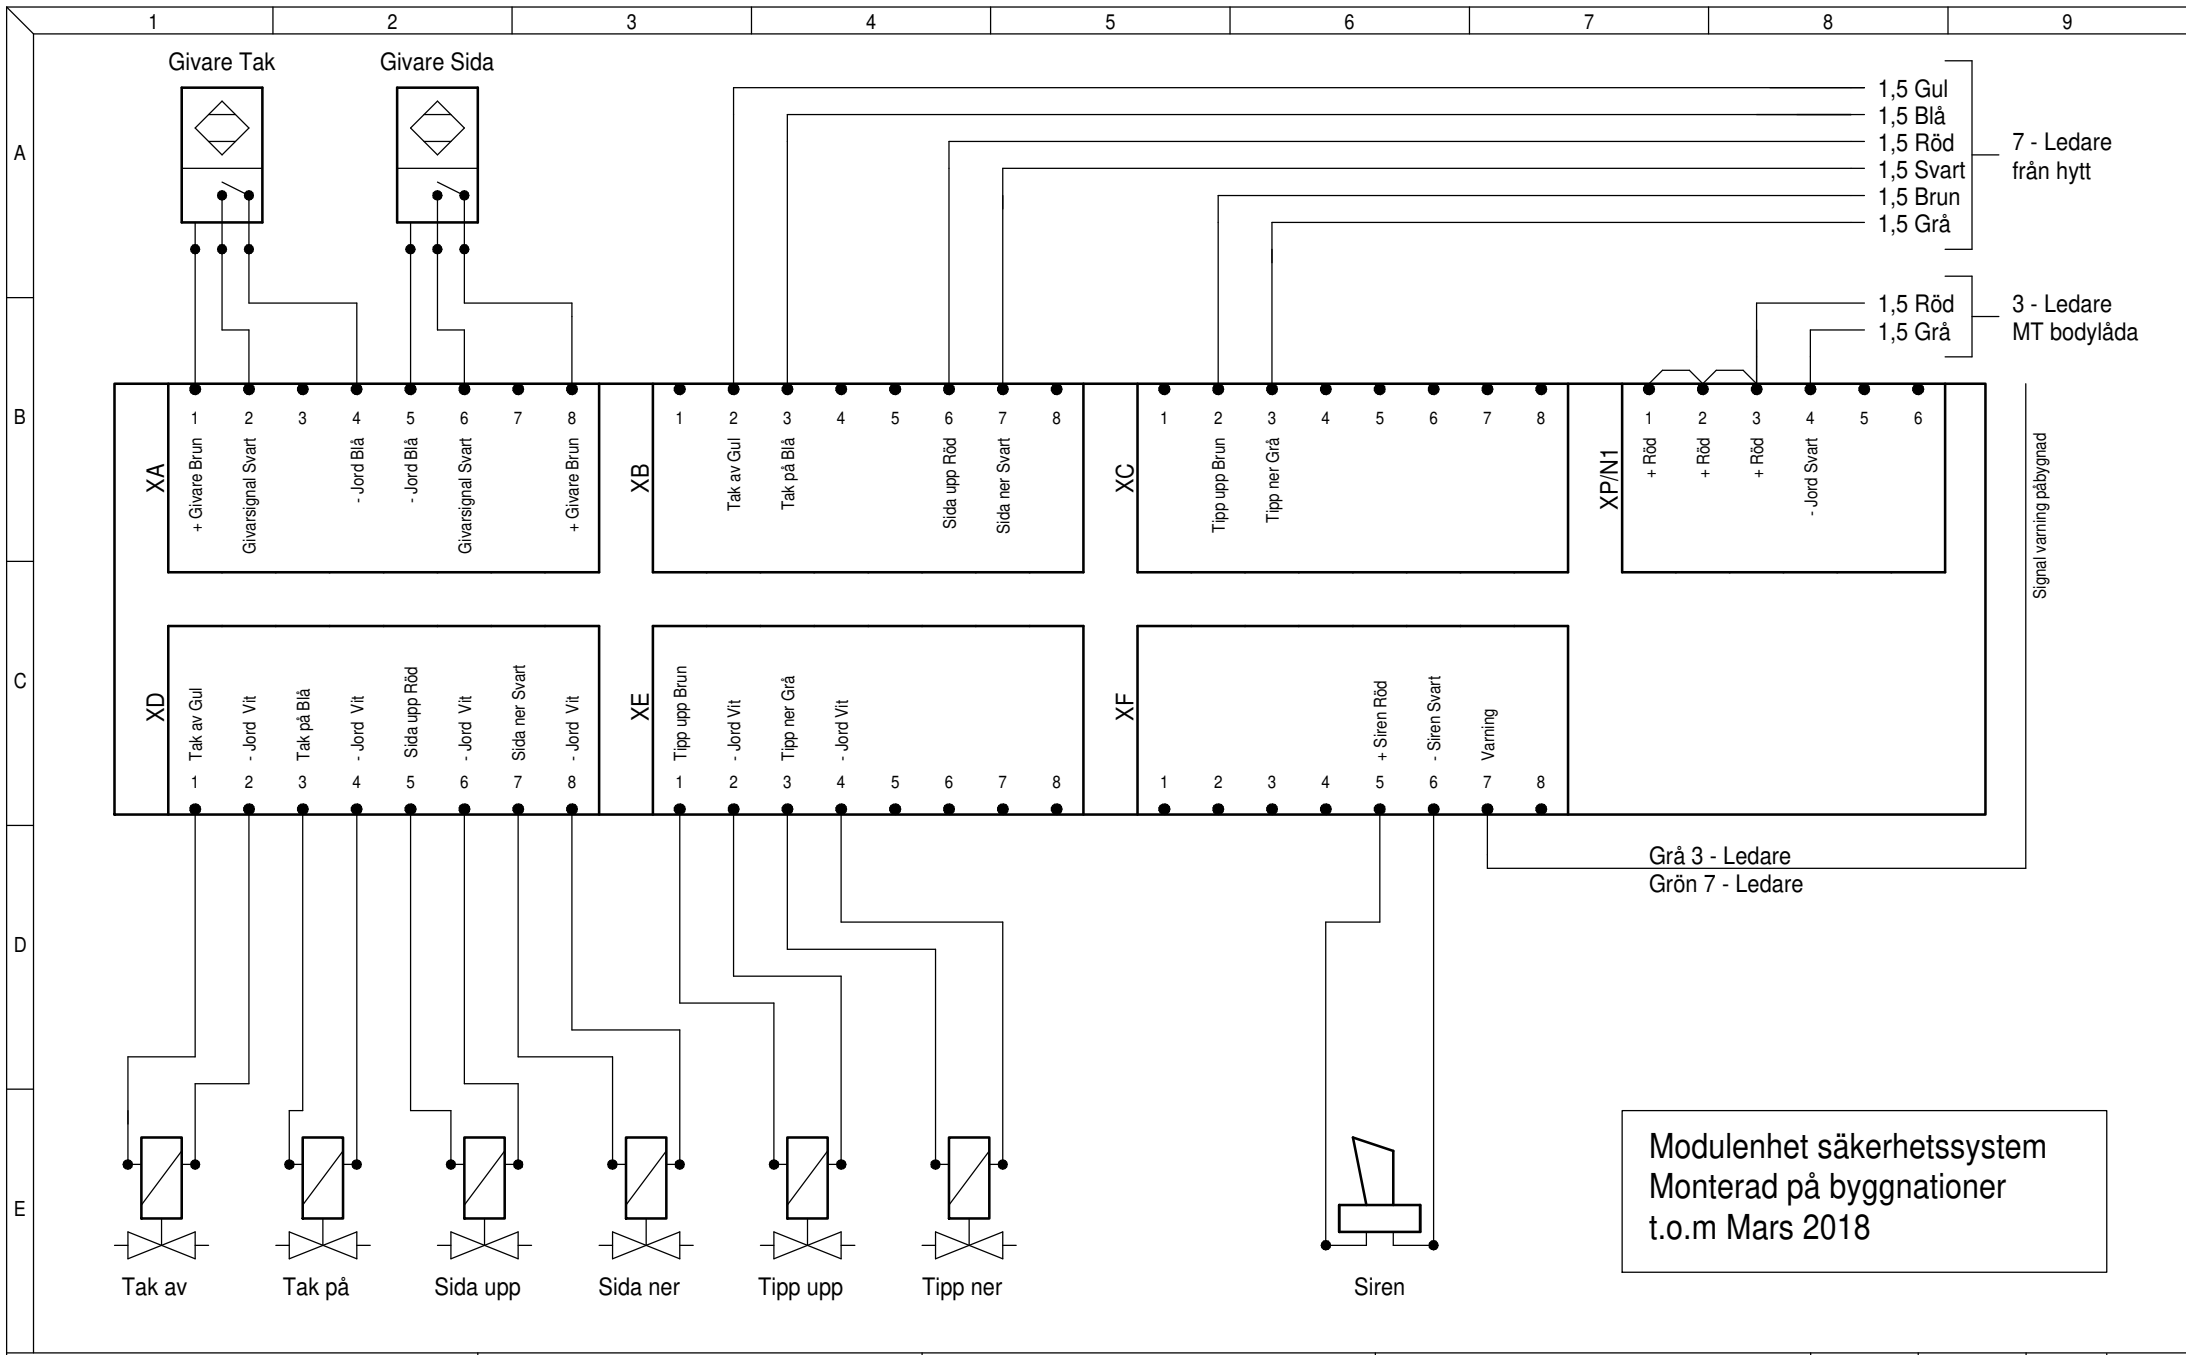 1 2 3 4 5 6 7 8 9
Givare Tak
Givare Sida
1,5 Gul
1,5 Blå
1,5 Röd
1,5 Svart
1,5 Brun
1,5 Grå
7 - Ledare
från hytt
A
1,5 Röd
1,5 Grå
3 - Ledare
MT bodylåda
B
XA
1 2 3 4 5 6 7 8
+ Givare Brun
Givarsignal Svart
- Jord Blå
- Jord Blå
Givarsignal Svart
+ Givare Brun
XB
1 2 3 4 5 6 7 8
Tak av Gul
Tak på Blå
Sida upp Röd
Sida ner Svart
XC
1 2 3 4 5 6 7 8
Tipp upp Brun
Tipp ner Grå
XP/N1
1 2 3 4 5 6
+ Röd
+ Röd
+ Röd
- Jord Svart
Signal varning påbygnad
C
XD
Tak av Gul
- Jord Vit
Tak på Blå
- Jord Vit
Sida upp Röd
- Jord Vit
Sida ner Svart
- Jord Vit
1 2 3 4 5 6 7 8
XE
Tipp upp Brun
- Jord Vit
Tipp ner Grå
- Jord Vit
1 2 3 4 5 6 7 8
XF
+ Siren Röd
- Siren Svart
Varning
1 2 3 4 5 6 7 8
Grå 3 - Ledare
Grön 7 - Ledare
D
E
Tak av
Tak på
Sida upp
Sida ner
Tipp upp
Tipp ner
Siren
Modulenhet säkerhetssystem
Monterad på byggnationer
t.o.m Mars 2018